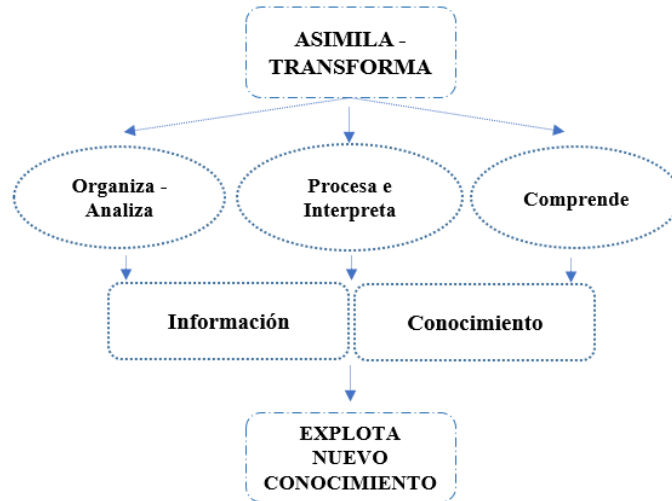 ASIMILA -
TRANSFORMA
Organiza -
Analiza
Procesa e
Interpreta
Comprende
Información
Conocimiento
EXPLOTA
NUEVO
CONOCIMIENTO